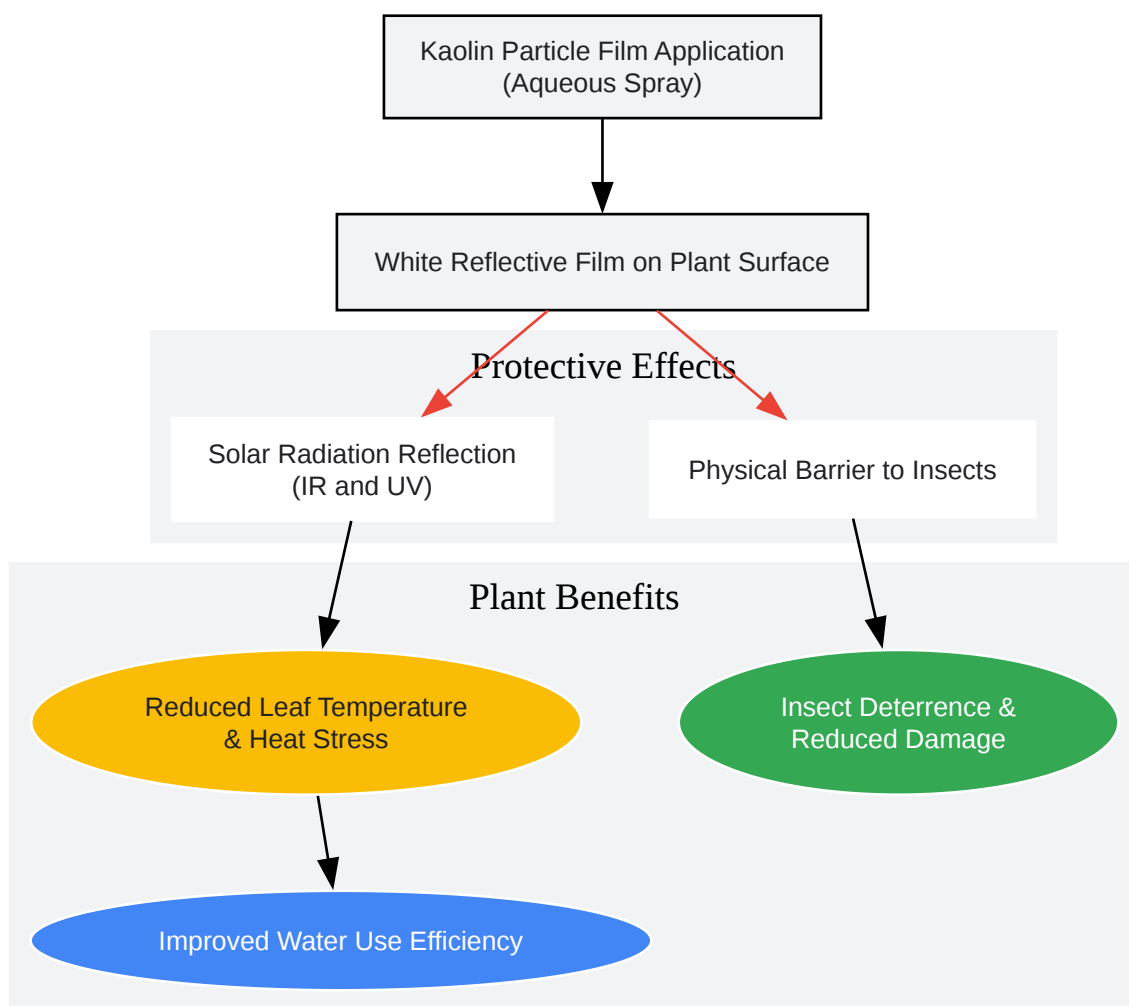 Kaolin Particle Film Application
(Aqueous Spray)
White Reflective Film on Plant Surface
Protective Effects
Solar Radiation Reflection
(IR and UV)
Physical Barrier to Insects
Plant Benefits
Reduced Leaf Temperature
& Heat Stress
Insect Deterrence &
Reduced Damage
Improved Water Use Efficiency